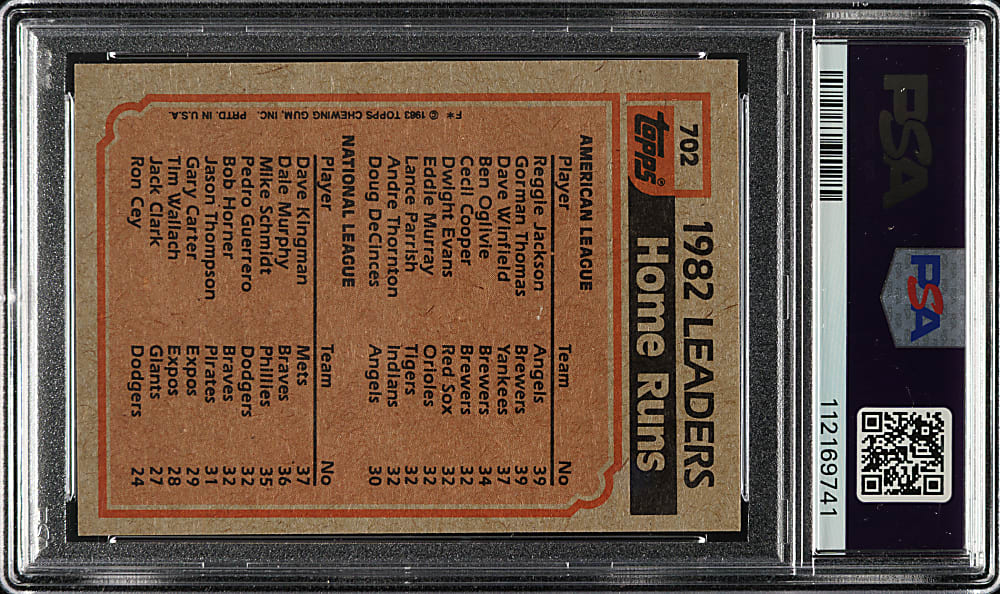 PSA
PSA
112169741
702
topps®
1982 LEADERS
Home Runs
AMERICAN LEAGUE
Player Team No
Reggie Jackson Angels 39
Gorman Thomas Brewers 39
Dave Winfield Yankees 37
Ben Oglivie Brewers 34
Cecil Cooper Brewers 32
Dwight Evans Red Sox 32
Eddie Murray Orioles 32
Lance Parrish Tigers 32
Andre Thornton Indians 32
Doug DeCinces Angels 30
NATIONAL LEAGUE
Player Team No
Dave Kingman Mets 37
Dale Murphy Braves 36
Mike Schmidt Phillies 35
Pedro Guerrero Dodgers 32
Bob Horner Braves 32
Jason Thompson Pirates 31
Gary Carter Expos 29
Tim Wallach Expos 28
Jack Clark Giants 27
Ron Cey Dodgers 24
F✳ © 1983 TOPPS CHEWING GUM, INC. PRTD. IN U.S.A.